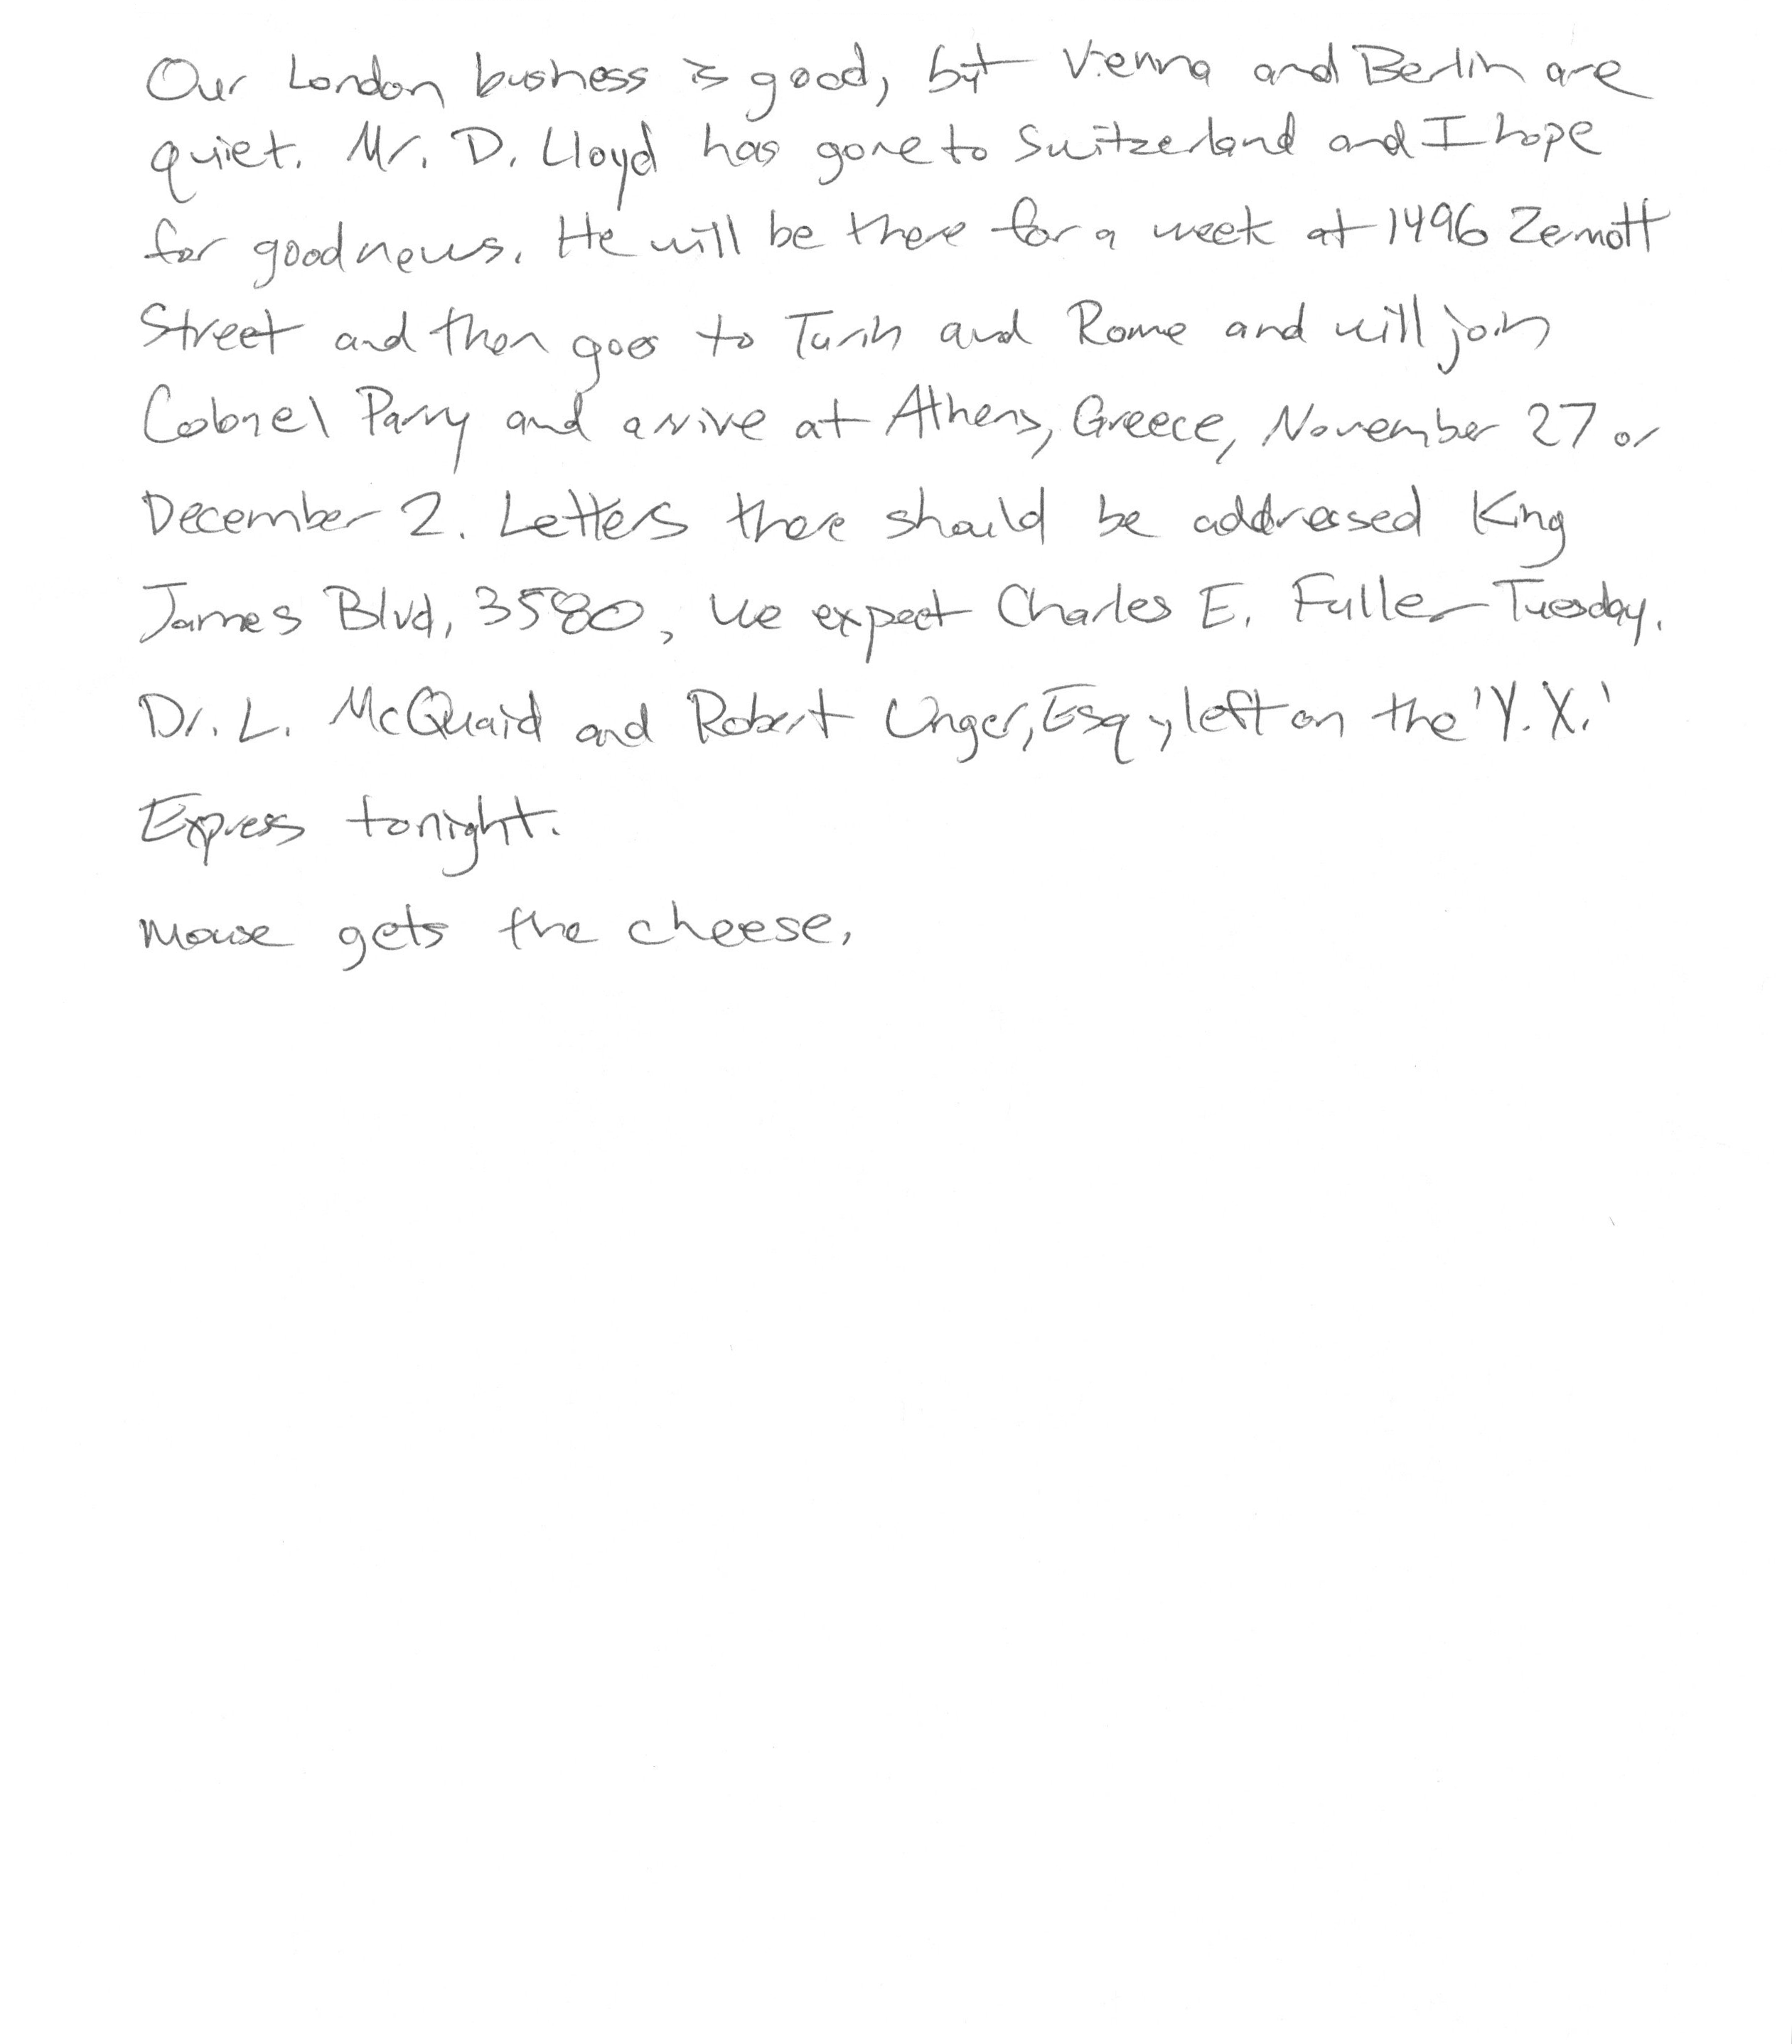 Our London business is good, but Vienna and Berlin are
quiet. Mr. D. Lloyd has gone to Switzerland and I hope
for good news. He will be there for a week at 1496 Zermott
Street and then goes to Turin and Rome and will join
Colonel Parry and arrive at Athens, Greece, November 27 or
December 2. Letters there should be addressed King
James Blvd, 3580, We expect Charles E. Fuller Tuesday.
Dr. L. McQuaid and Robert Unger, Esq, left on the 'Y.X.'
Express tonight.
Mouse gets the cheese,